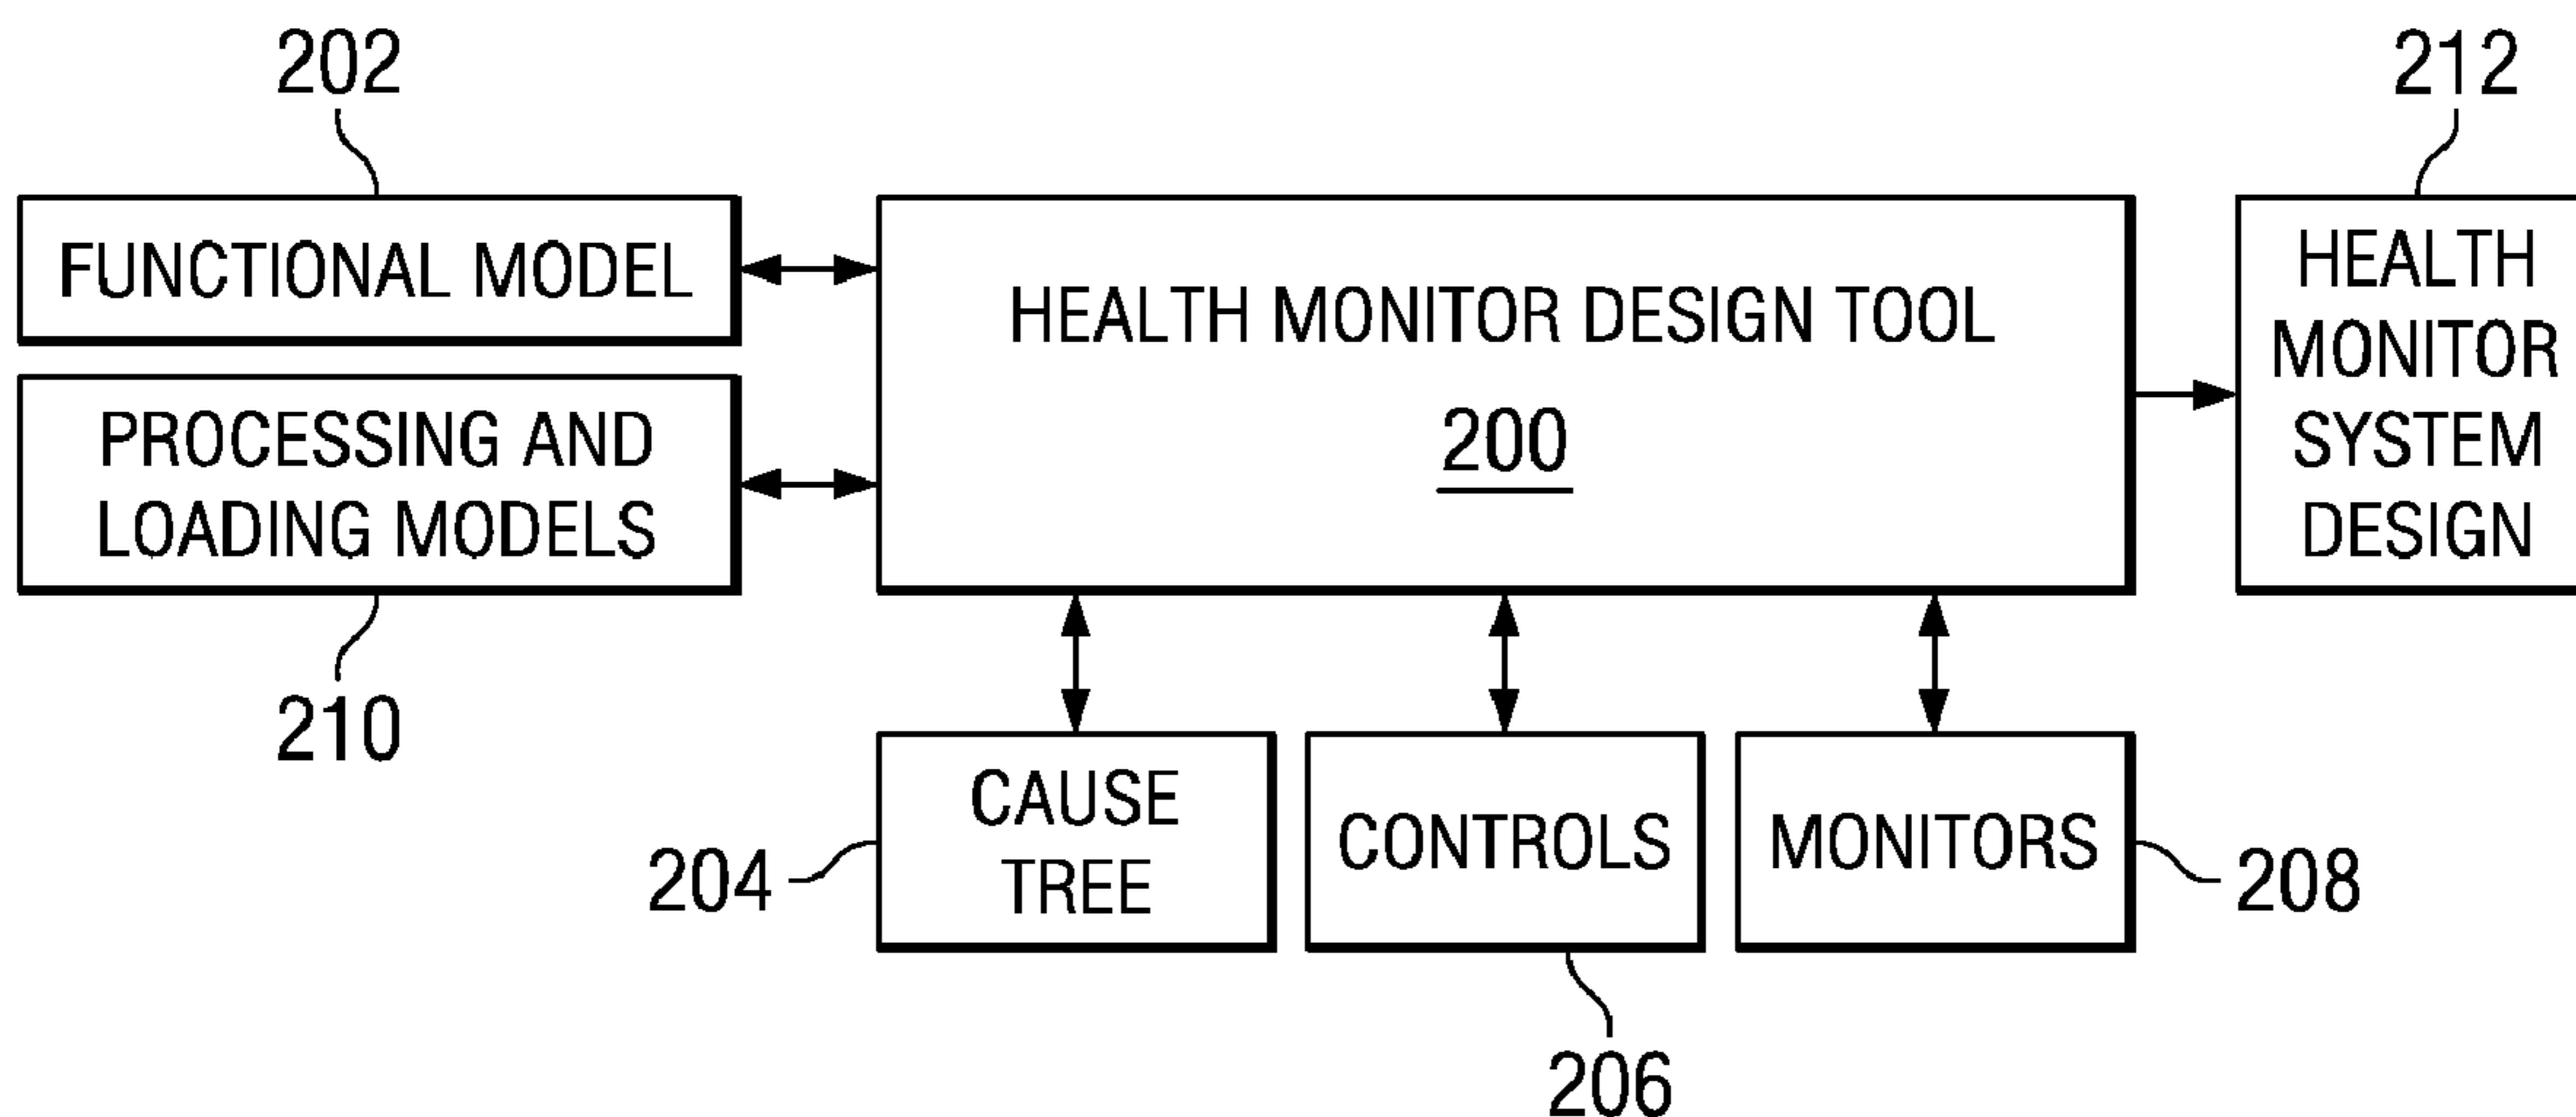 202
212
FUNCTIONAL MODEL
HEALTH MONITOR DESIGN TOOL
200
HEALTH
MONITOR
SYSTEM
DESIGN
PROCESSING AND
LOADING MODELS
210
CAUSE
TREE
CONTROLS
MONITORS
204
208
206